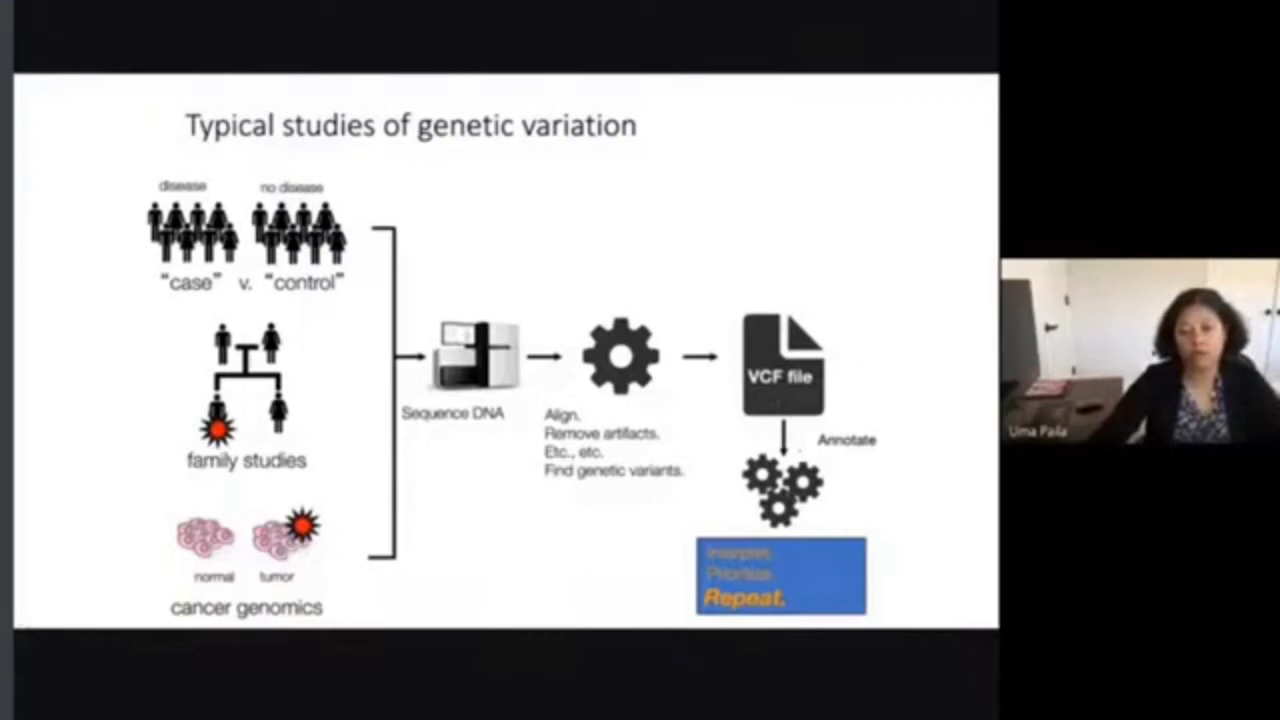 Typical studies of genetic variation
disease no disease
“case” v. “control”
family studies
normal tumor
cancer genomics
Sequence DNA
Align.
Remove artifacts.
Etc., etc.
Find genetic variants.
VCF file
Annotate
Interpret.
Prioritize.
Repeat.
Uma Paila